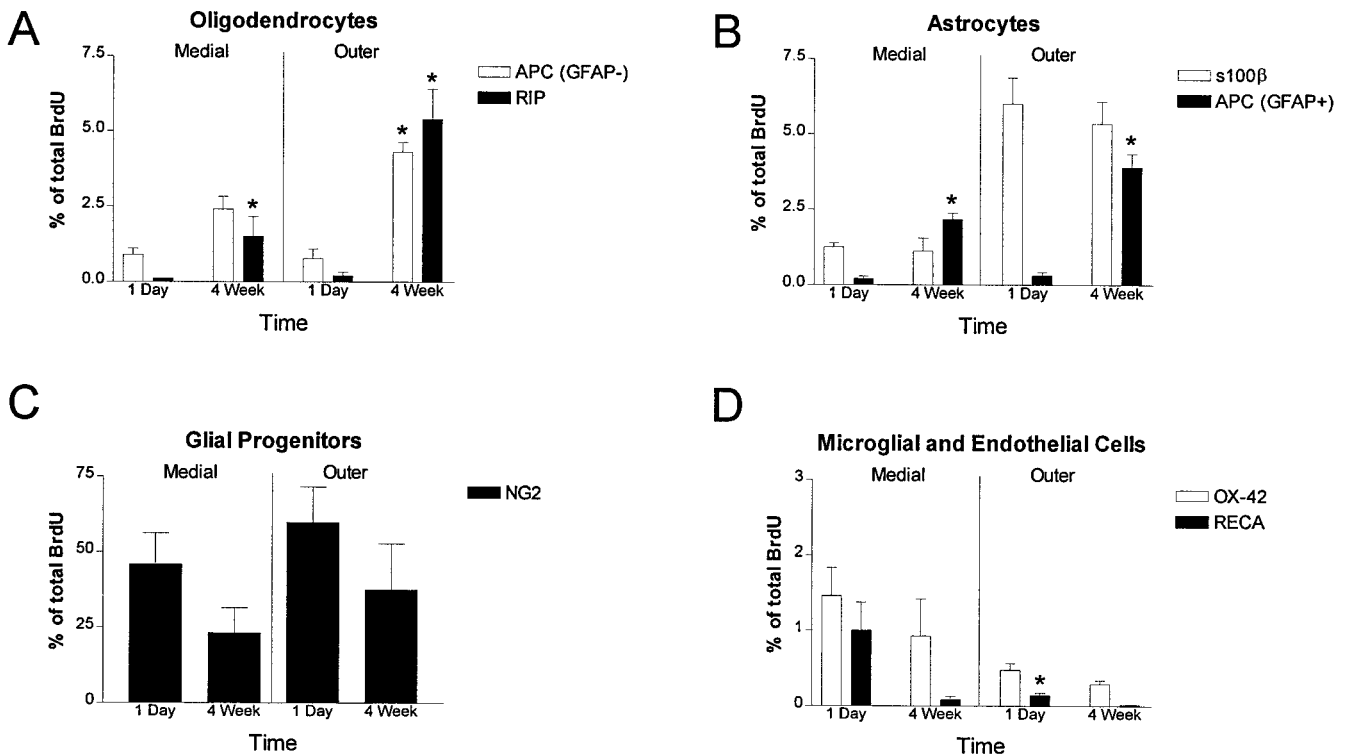 A
Oligodendrocytes
Medial
Outer
APC (GFAP-)
RIP
% of total BrdU
7.5
5.0
2.5
0.0
*
*
*
1 Day
4 Week
1 Day
4 Week
Time
B
Astrocytes
Medial
Outer
s100β
APC (GFAP+)
% of total BrdU
7.5
5.0
2.5
0.0
*
*
1 Day
4 Week
1 Day
4 Week
Time
C
Glial Progenitors
Medial
Outer
NG2
% of total BrdU
75
50
25
0
1 Day
4 Week
1 Day
4 Week
Time
D
Microglial and Endothelial Cells
Medial
Outer
OX-42
RECA
% of total BrdU
3
2
1
0
*
1 Day
4 Week
1 Day
4 Week
Time